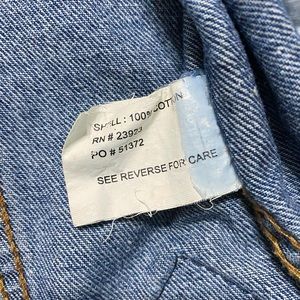 SHELL : 100% COTTON
RN # 23929
PO # 51372
SEE REVERSE FOR CARE